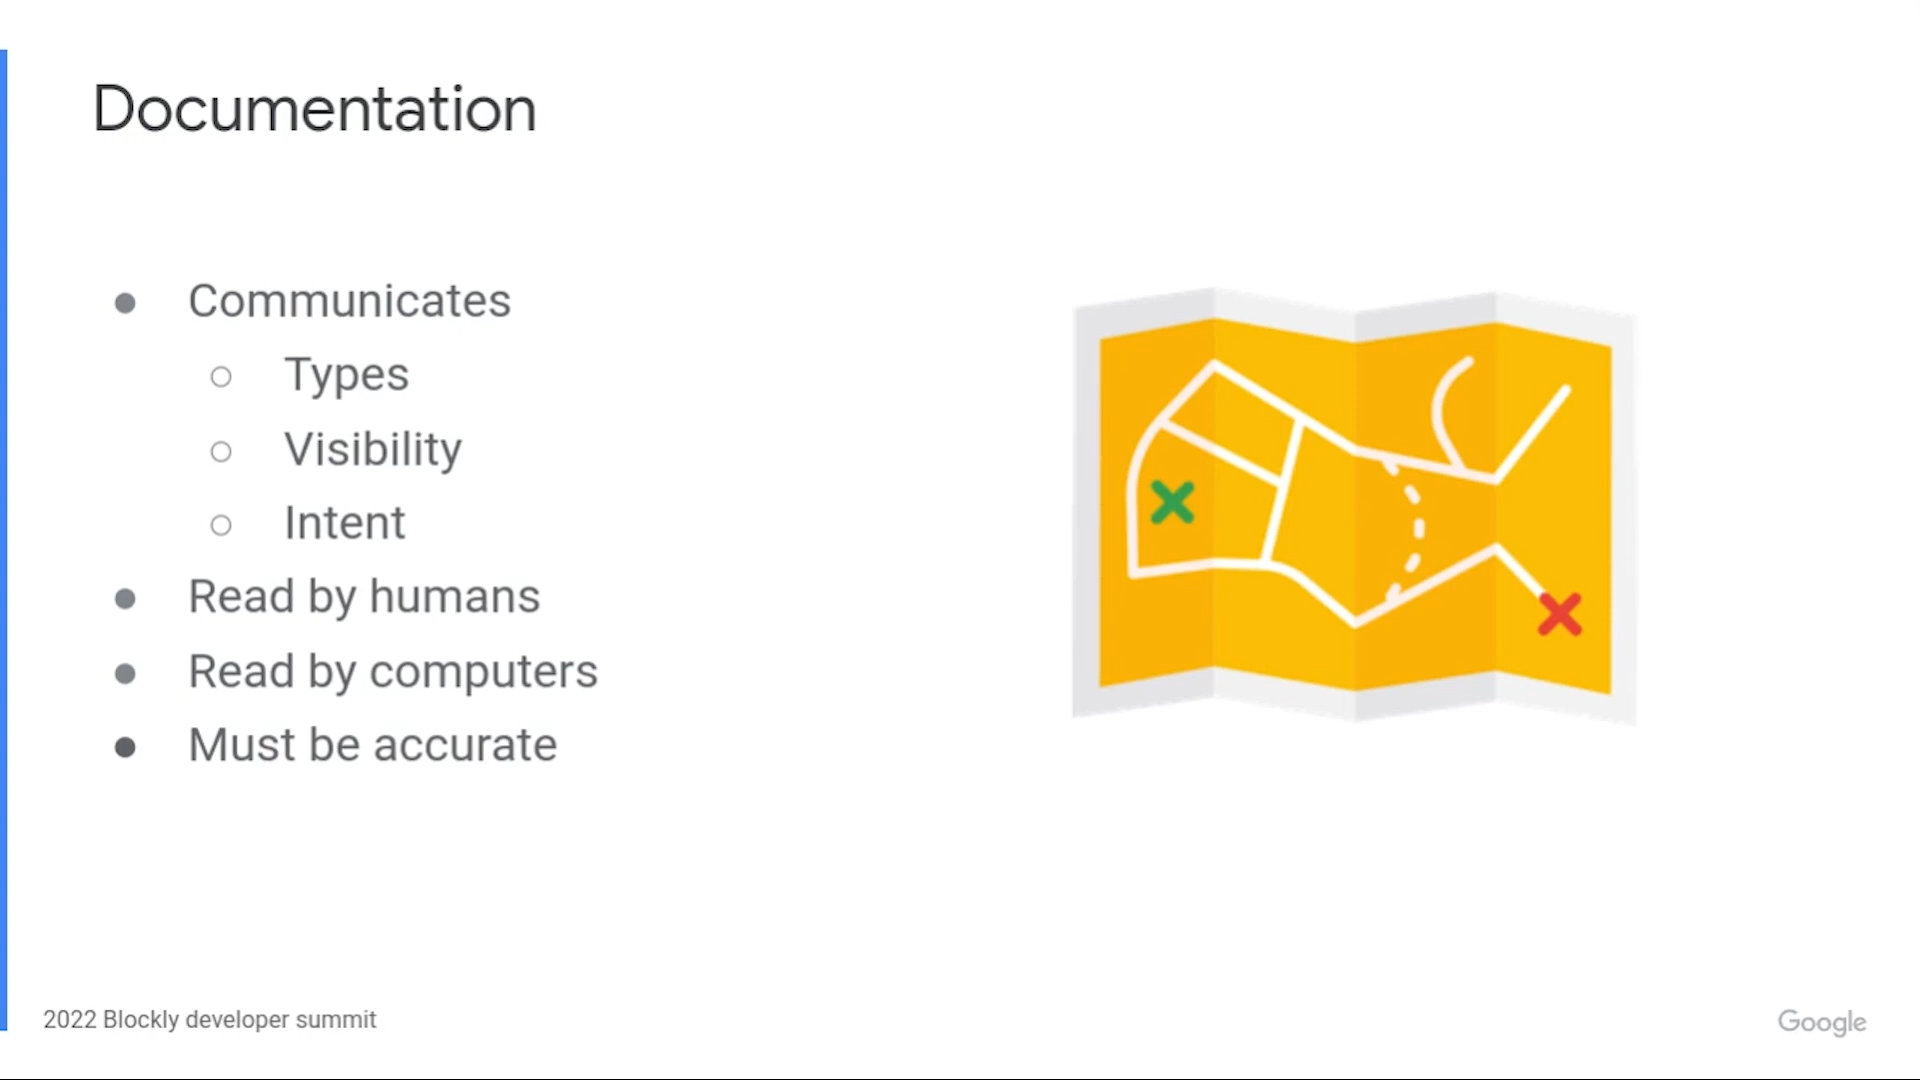 Documentation
Communicates
Types
Visibility
Intent
Read by humans
Read by computers
Must be accurate
2022 Blockly developer summit
Google